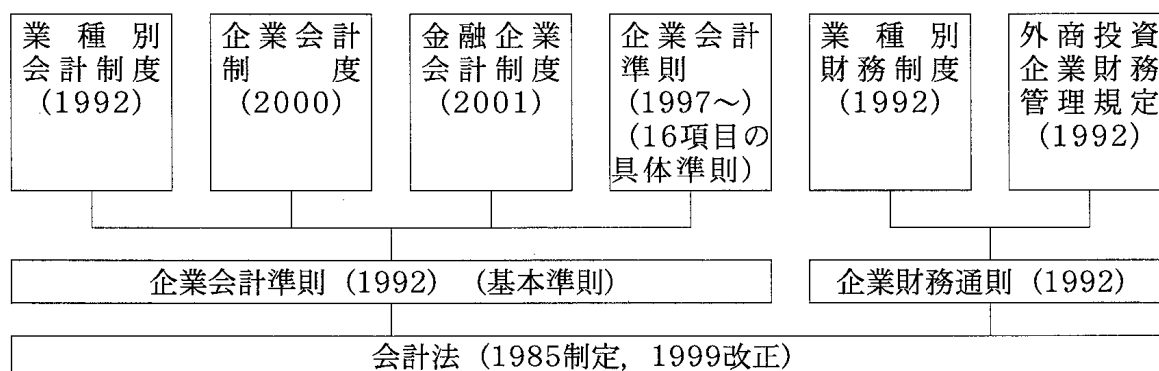 業種別
会計制度
(1992)
企業会計
制度
(2000)
金融企業
会計制度
(2001)
企業会計
準則
(1997～)
(16項目の
具体準則)
業種別
財務制度
(1992)
外商投資
企業財務
管理規定
(1992)
企業会計準則 (1992) (基本準則)
企業財務通則 (1992)
会計法 (1985制定, 1999改正)